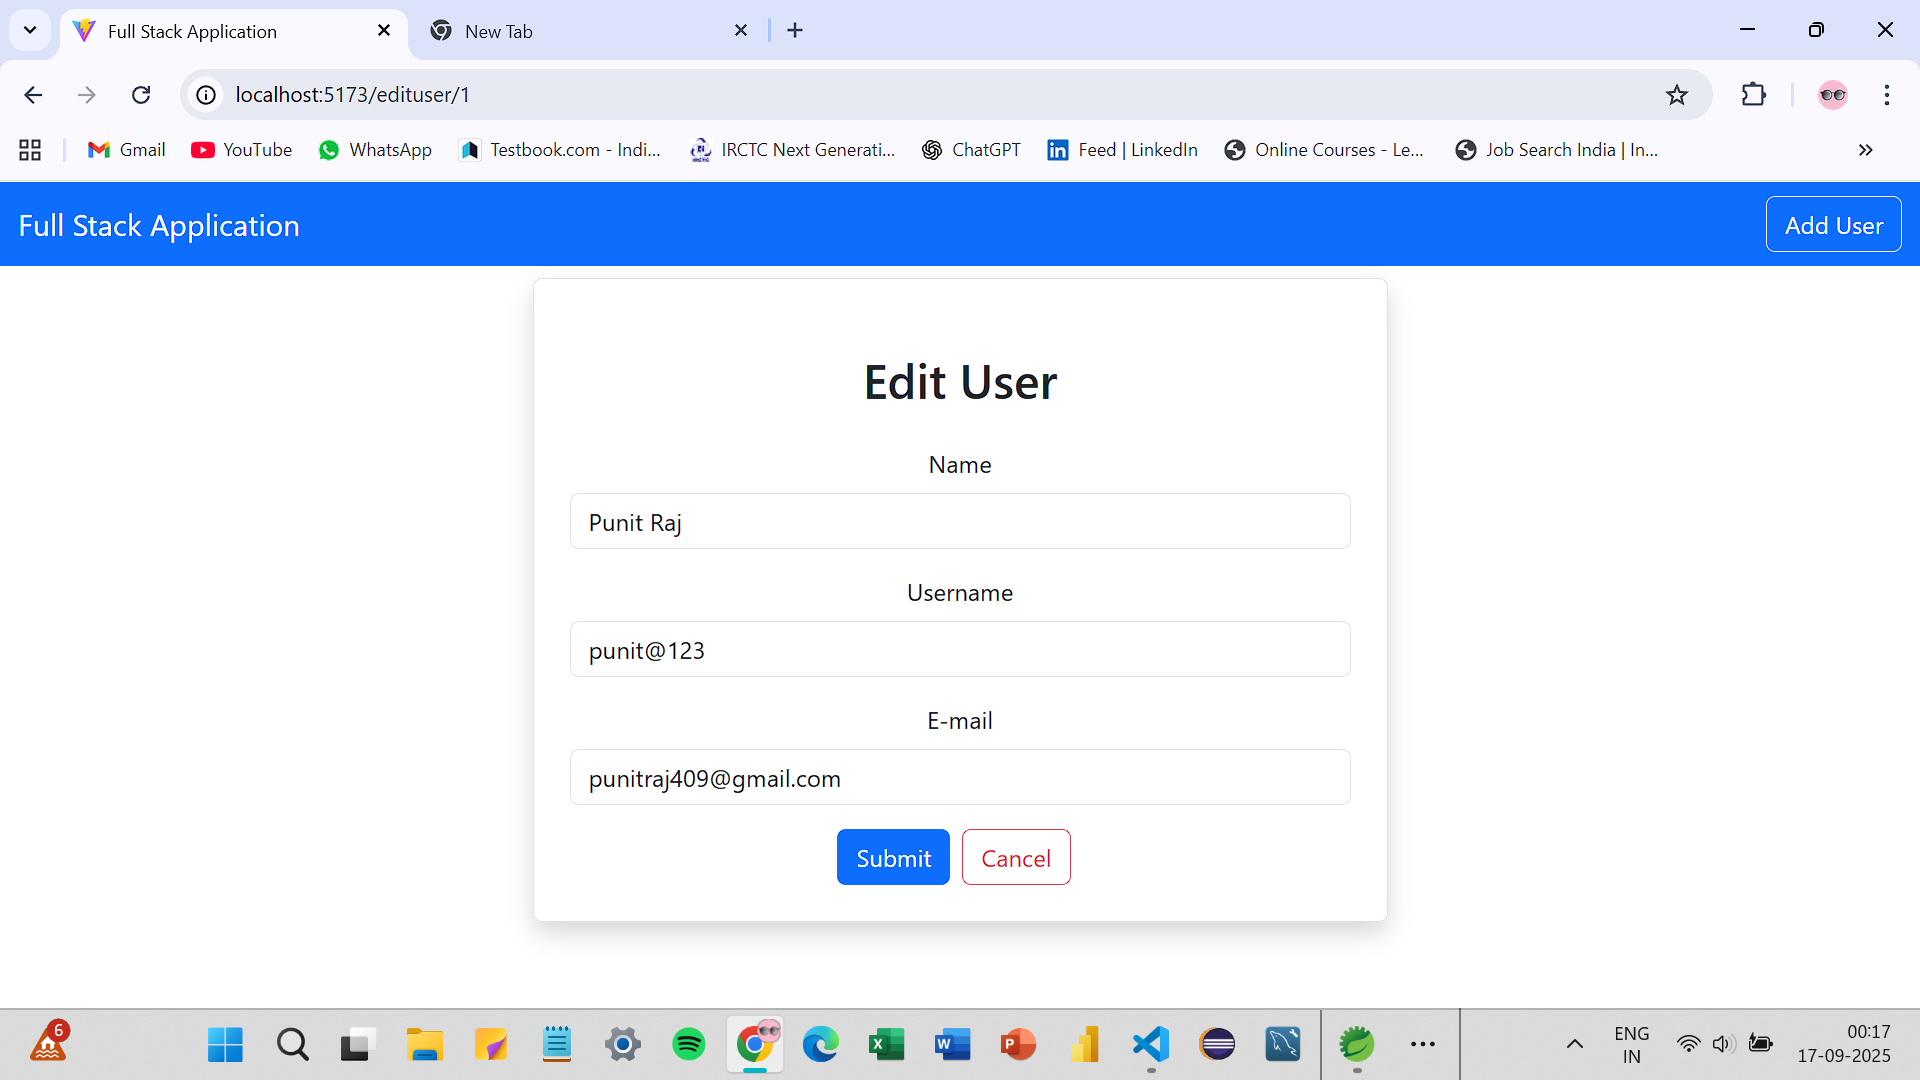 Full Stack Application
New Tab
localhost:5173/edituser/1
Gmail
YouTube
WhatsApp
Testbook.com - Indi...
IRCTC Next Generati...
ChatGPT
Feed | LinkedIn
Online Courses - Le...
Job Search India | In...
Full Stack Application
Add User
Edit User
Name
Punit Raj
Username
punit@123
E-mail
punitraj409@gmail.com
Submit
Cancel
6
ENG
IN
00:17
17-09-2025